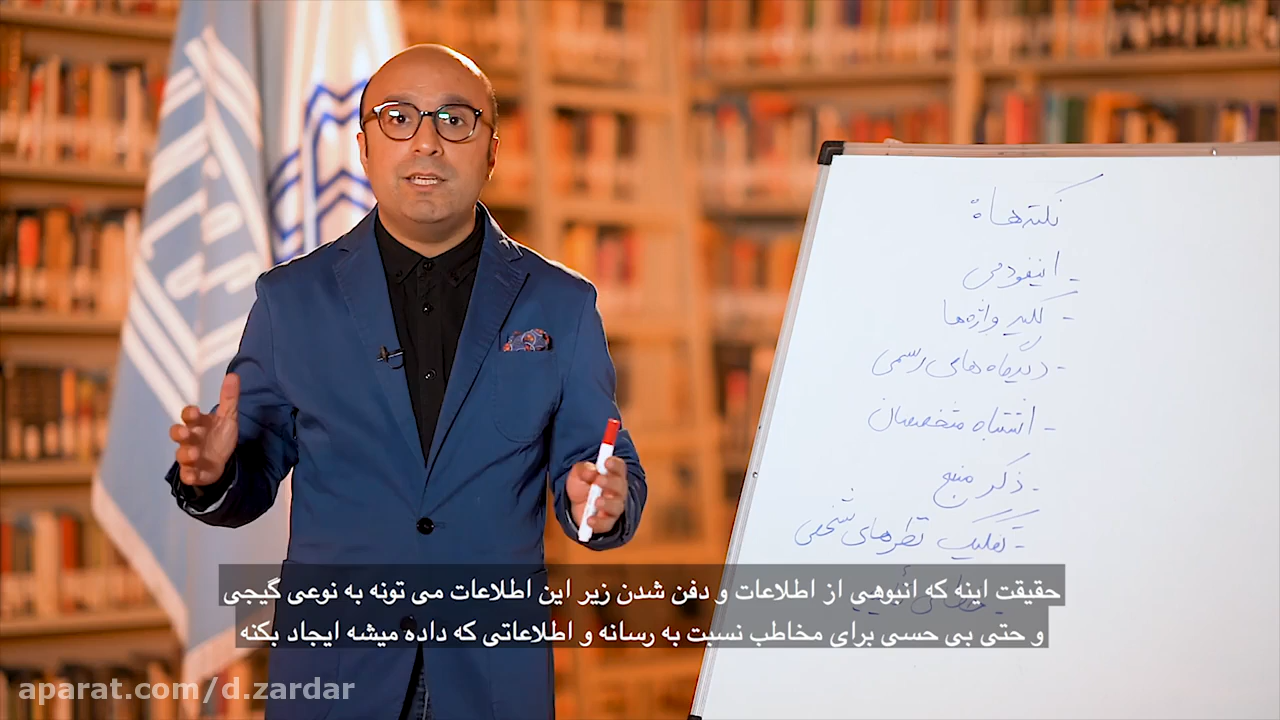 نکته‌ها:
- اینفودمی
- کلید واژه‌ها
- دیدگاه‌های رسمی
- اشتباه متخصصان
- ذکر منبع
- تفکیک نظرهای شخصی
حقیقت اینه که انبوهی از اطلاعات و دفن شدن زیر این اطلاعات می تونه به نوعی گیجی
و حتی بی حسی برای مخاطب نسبت به رسانه و اطلاعاتی که داده میشه ایجاد بکنه
aparat.com/d.zardar